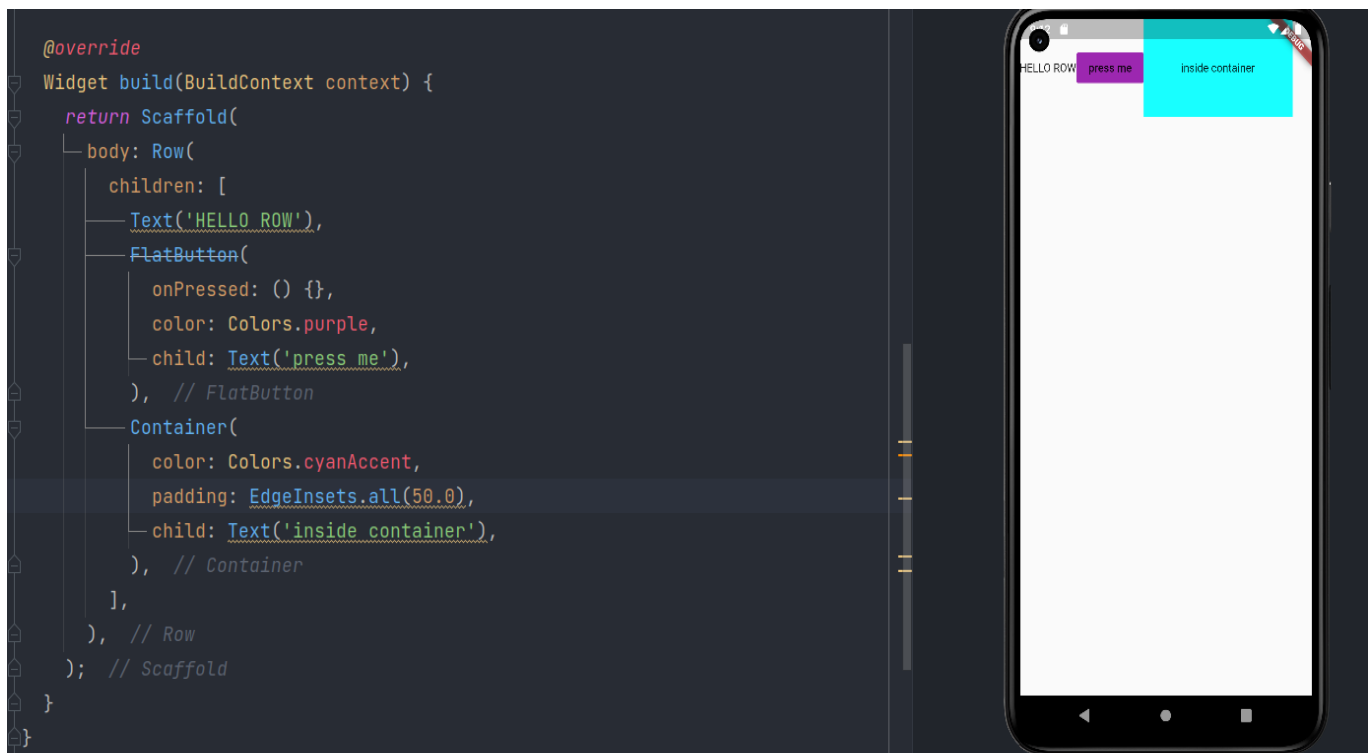 @override
Widget build(BuildContext context) {
return Scaffold(
body: Row(
children: [
Text('HELLO ROW'),
FlatButton(
onPressed: () {},
color: Colors.purple,
child: Text('press me'),
), // FlatButton
Container(
color: Colors.cyanAccent,
padding: EdgeInsets.all(50.0),
child: Text('inside container'),
), // Container
],
), // Row
); // Scaffold
}
}
DEBUG
HELLO ROW press me inside container